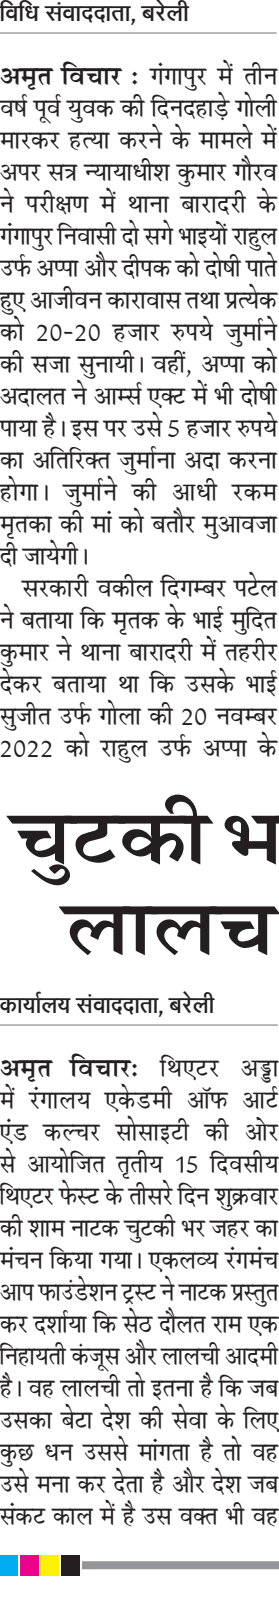 विधि संवाददाता, बरेली
अमृत विचार : गंगापुर में तीन
वर्ष पूर्व युवक की दिनदहाड़े गोली
मारकर हत्या करने के मामले में
अपर सत्र न्यायाधीश कुमार गौरव
ने परीक्षण में थाना बारादरी के
गंगापुर निवासी दो सगे भाइयों राहुल
उर्फ अप्पा और दीपक को दोषी पाते
हुए आजीवन कारावास तथा प्रत्येक
को 20-20 हजार रुपये जुर्माने
की सजा सुनायी। वहीं, अप्पा को
अदालत ने आर्म्स एक्ट में भी दोषी
पाया है। इस पर उसे 5 हजार रुपये
का अतिरिक्त जुर्माना अदा करना
होगा। जुर्माने की आधी रकम
मृतका की मां को बतौर मुआवजा
दी जायेगी।
सरकारी वकील दिगम्बर पटेल
ने बताया कि मृतक के भाई मुदित
कुमार ने थाना बारादरी में तहरीर
देकर बताया था कि उसके भाई
सुजीत उर्फ गोला की 20 नवम्बर
2022 को राहुल उर्फ अप्पा के
चुटकी भ
लालच
कार्यालय संवाददाता, बरेली
अमृत विचारः थिएटर अड्डा
में रंगालय एकेडमी ऑफ आर्ट
एंड कल्चर सोसाइटी की ओर
से आयोजित तृतीय 15 दिवसीय
थिएटर फेस्ट के तीसरे दिन शुक्रवार
की शाम नाटक चुटकी भर जहर का
मंचन किया गया। एकलव्य रंगमंच
आप फाउंडेशन ट्रस्ट ने नाटक प्रस्तुत
कर दर्शाया कि सेठ दौलत राम एक
निहायती कंजूस और लालची आदमी
है। वह लालची तो इतना है कि जब
उसका बेटा देश की सेवा के लिए
कुछ धन उससे मांगता है तो वह
उसे मना कर देता है और देश जब
संकट काल में है उस वक्त भी वह